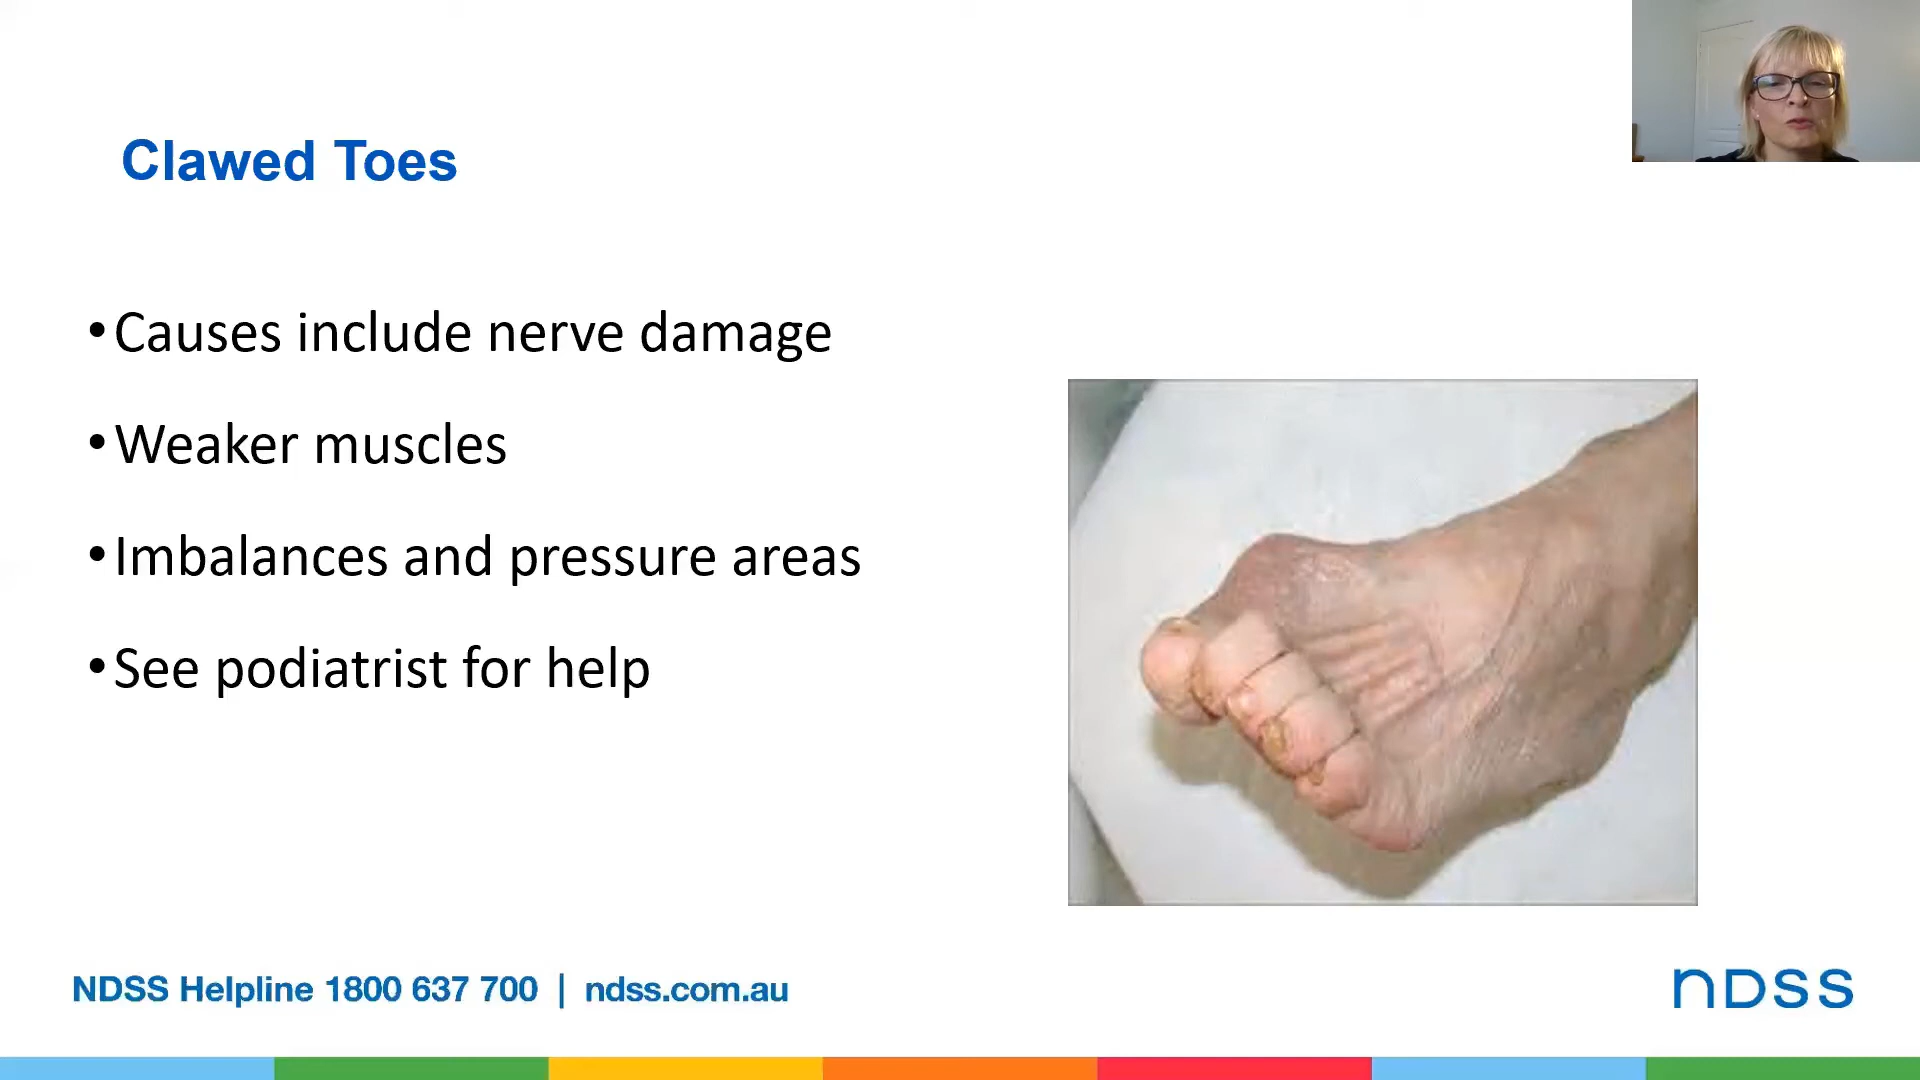 Clawed Toes
•Causes include nerve damage
•Weaker muscles
•Imbalances and pressure areas
•See podiatrist for help
NDSS Helpline 1800 637 700 | ndss.com.au
nDSS